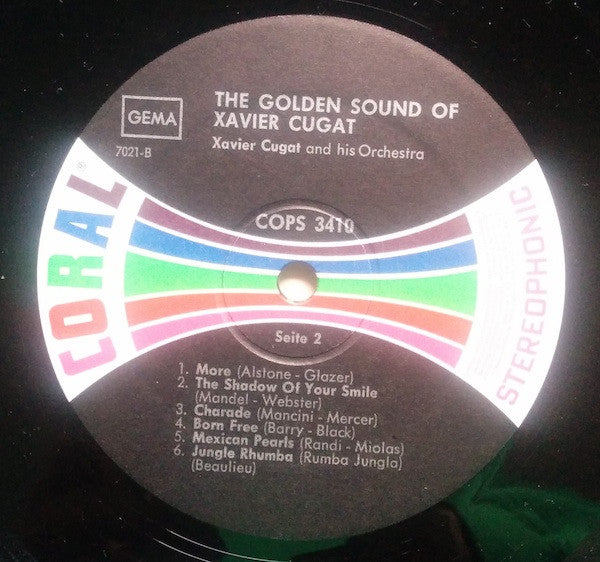 THE GOLDEN SOUND OF
XAVIER CUGAT
Xavier Cugat and his Orchestra
GEMA
7021-B
CORAL
COPS 3410
STEREOPHONIC
Seite 2
1. More (Alstone - Glazer)
2. The Shadow Of Your Smile
(Mandel - Webster)
3. Charade (Mancini - Mercer)
4. Born Free (Barry - Black)
5. Mexican Pearls (Randi - Miolas)
6. Jungle Rhumba (Rumba Jungla)
(Beaulieu)